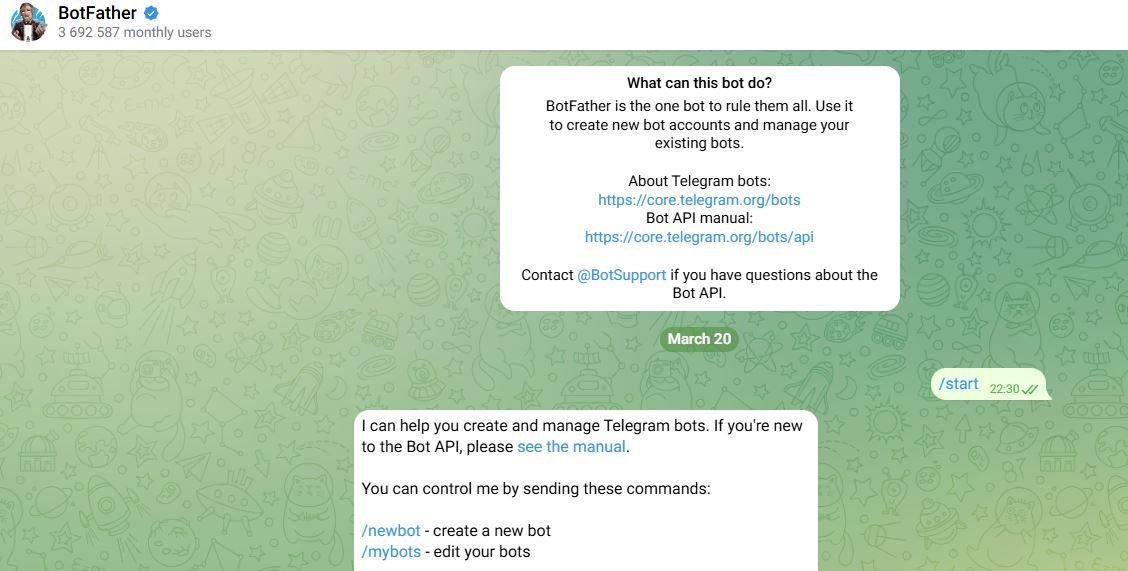 BotFather
3 692 587 monthly users
What can this bot do?
BotFather is the one bot to rule them all. Use it
to create new bot accounts and manage your
existing bots.
About Telegram bots:
https://core.telegram.org/bots
Bot API manual:
https://core.telegram.org/bots/api
Contact @BotSupport if you have questions about the
Bot API.
March 20
/start 22:30
I can help you create and manage Telegram bots. If you're new
to the Bot API, please see the manual.
You can control me by sending these commands:
/newbot - create a new bot
/mybots - edit your bots